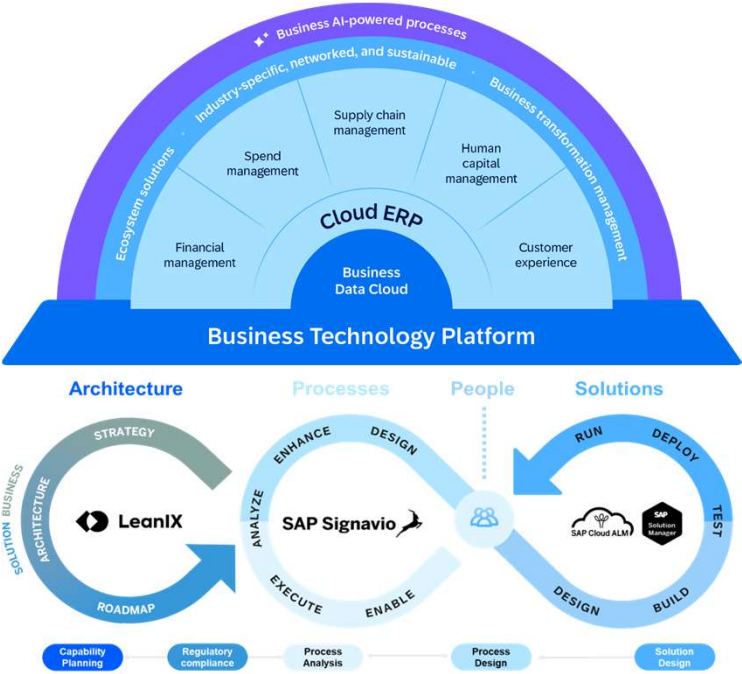 Business AI-powered processes
Ecosystem solutions · Industry-specific, networked, and sustainable · Business transformation management
Financial
management
Spend
management
Supply chain
management
Human
capital
management
Customer
experience
Cloud ERP
Business
Data Cloud
Business Technology Platform
Architecture
Processes
People
Solutions
SOLUTION BUSINESS
ARCHITECTURE
STRATEGY
ROADMAP
LeanIX
ANALYZE
ENHANCE
DESIGN
EXECUTE
ENABLE
SAP Signavio
RUN
DEPLOY
TEST
BUILD
DESIGN
SAP Cloud ALM
SAP
Solution
Manager
Capability
Planning
Regulatory
compliance
Process
Analysis
Process
Design
Solution
Design